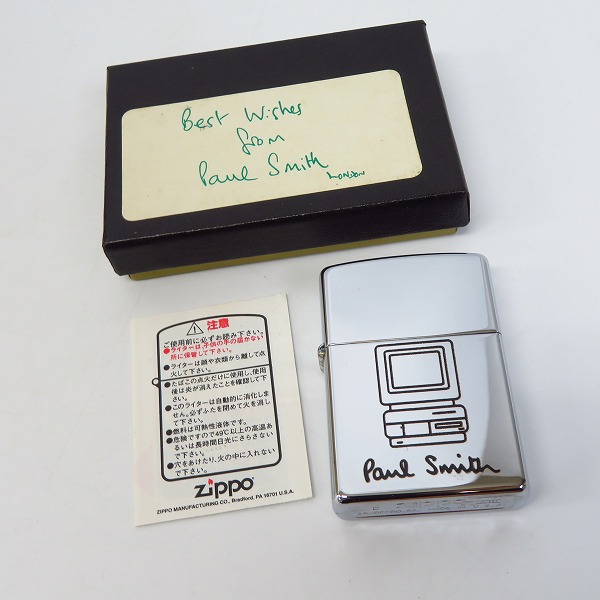 Best Wishes
from
Paul Smith
LONDON
注意
ご使用前に必ずお読み下さい。
●ライターは、子供の手の届かない
所に保管して下さい。
●ライターは顔や衣類から離して点
火して下さい。
●たばこの点火だけに使用し、使用
後は炎が消えたことを確認して下
さい。
●このライターは自動的に消化しま
せん。必ずふたを閉めて火を消し
て下さい。
●燃料は可熱性液体です。
●危険ですので49℃以上の高温あ
るいは長時間日光にさらさない
で下さい。
●穴をあけたり、火の中に入れない
で下さい。
zippo
ZIPPO MANUFACTURING CO., Bradford, PA 16701 U.S.A.
Paul Smith